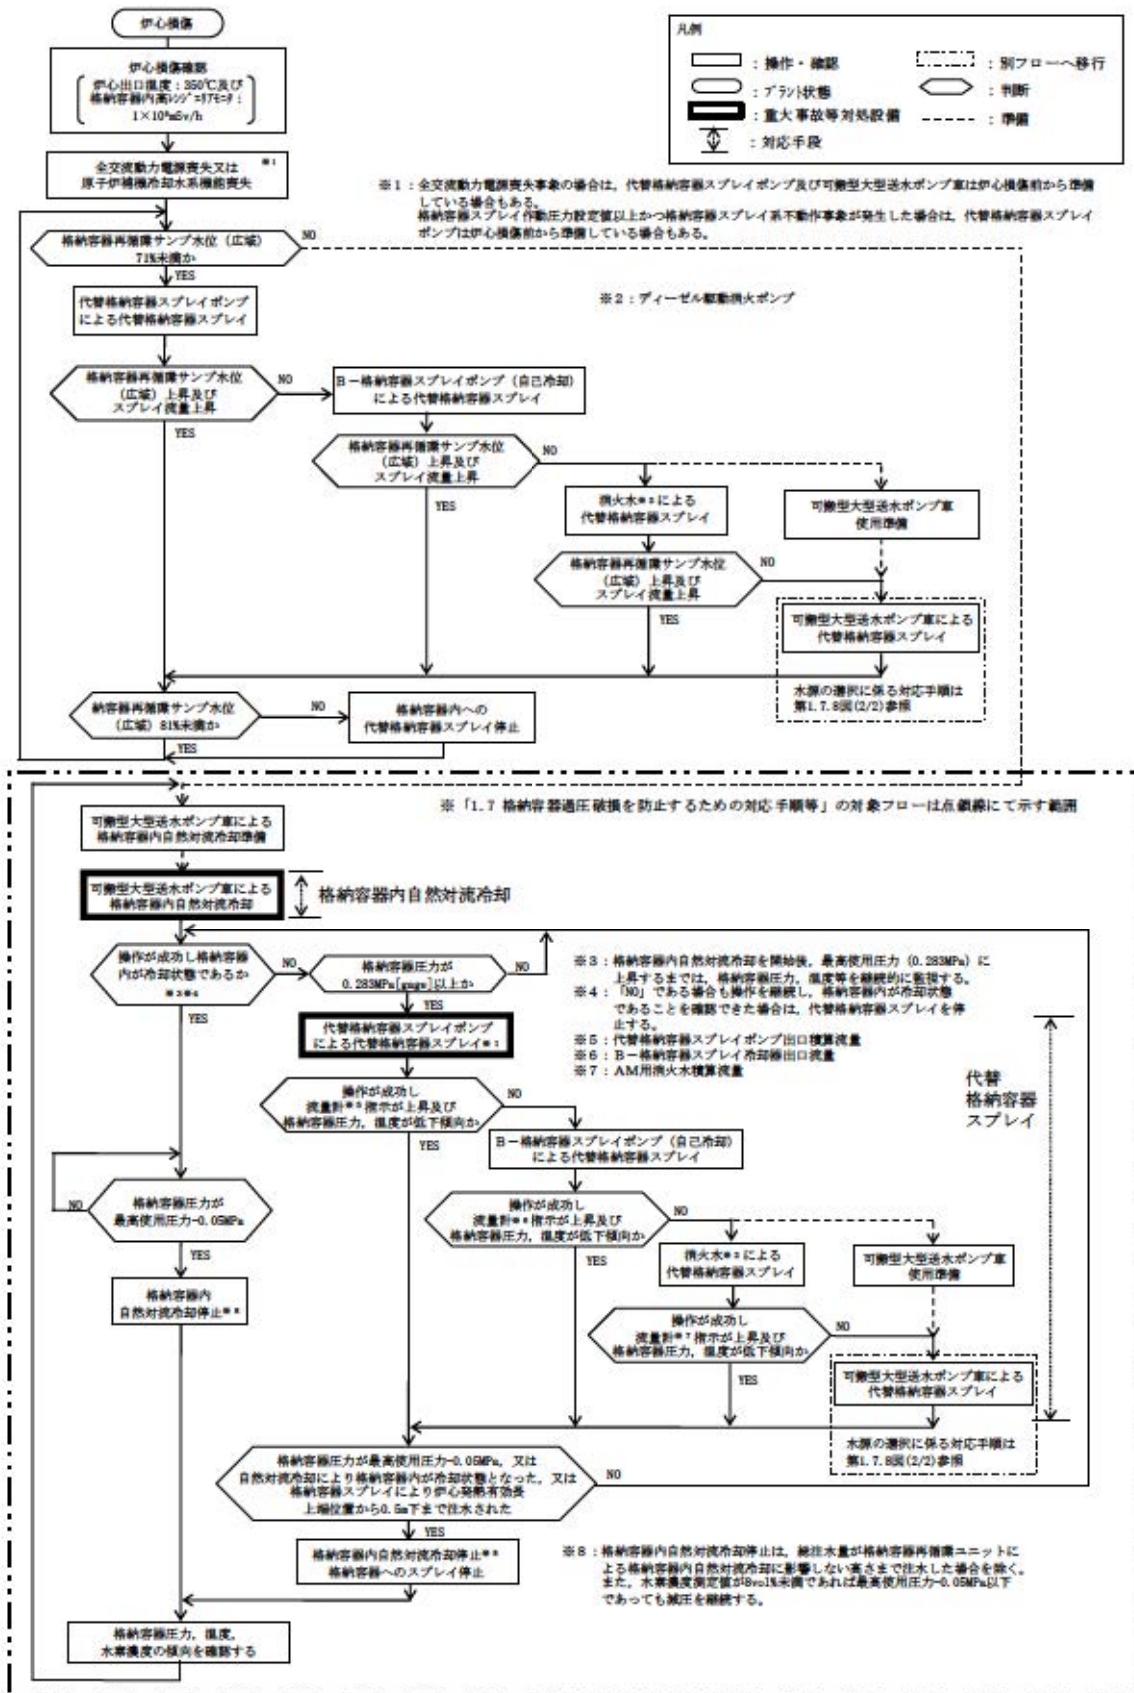 炉心損傷
凡例
：操作・確認
：プラント状態
：重大事故等対処設備
：対応手段
：別フローへ移行
：判断
：準備
炉心損傷確認
炉心出口温度：350℃及び
格納容器内高レンジエリアモニタ：
1×10⁵mSv/h
全交流動力電源喪失又は ※1
原子炉補機冷却水系機能喪失
※1：全交流動力電源喪失事象の場合は，代替格納容器スプレイポンプ及び可搬型大型送水ポンプ車は炉心損傷前から準備
している場合もある。
格納容器スプレイ作動圧力設定値以上かつ格納容器スプレイ系不動作事象が発生した場合は，代替格納容器スプレイ
ポンプは炉心損傷前から準備している場合もある。
格納容器再循環サンプ水位（広域）
71%未満か
NO
YES
代替格納容器スプレイポンプ
による代替格納容器スプレイ
※2：ディーゼル駆動消火ポンプ
格納容器再循環サンプ水位
（広域）上昇及び
スプレイ流量上昇
NO
YES
B－格納容器スプレイポンプ（自己冷却）
による代替格納容器スプレイ
格納容器再循環サンプ水位
（広域）上昇及び
スプレイ流量上昇
NO
YES
消火水※2による
代替格納容器スプレイ
可搬型大型送水ポンプ車
使用準備
格納容器再循環サンプ水位
（広域）上昇及び
スプレイ流量上昇
NO
YES
可搬型大型送水ポンプ車による
代替格納容器スプレイ
水源の選択に係る対応手順は
第1.7.8図(2/2)参照
納容器再循環サンプ水位
（広域）81%未満か
NO
YES
格納容器内への
代替格納容器スプレイ停止
※「1.7 格納容器過圧破損を防止するための対応手順等」の対象フローは点鎖線にて示す範囲
可搬型大型送水ポンプ車による
格納容器内自然対流冷却準備
可搬型大型送水ポンプ車による
格納容器内自然対流冷却
格納容器内自然対流冷却
操作が成功し格納容器
内が冷却状態であるか
※3※4
NO
YES
格納容器圧力が
0.283MPa[gage]以上か
NO
YES
※3：格納容器内自然対流冷却を開始後，最高使用圧力（0.283MPa）に
上昇するまでは，格納容器圧力，温度等を継続的に監視する。
※4：「NO」である場合も操作を継続し，格納容器内が冷却状態
であることを確認できた場合は，代替格納容器スプレイを停
止する。
※5：代替格納容器スプレイポンプ出口積算流量
※6：B－格納容器スプレイ冷却器出口流量
※7：AM用消火水積算流量
代替格納容器スプレイポンプ
による代替格納容器スプレイ※1
代替
格納容器
スプレイ
操作が成功し
流量計※5指示が上昇及び
格納容器圧力，温度が低下傾向か
NO
YES
B－格納容器スプレイポンプ（自己冷却）
による代替格納容器スプレイ
格納容器圧力が
最高使用圧力-0.05MPa
NO
YES
操作が成功し
流量計※6指示が上昇及び
格納容器圧力，温度が低下傾向か
NO
YES
消火水※2による
代替格納容器スプレイ
可搬型大型送水ポンプ車
使用準備
格納容器内
自然対流冷却停止※8
操作が成功し
流量計※7指示が上昇及び
格納容器圧力，温度が低下傾向か
NO
YES
可搬型大型送水ポンプ車による
代替格納容器スプレイ
水源の選択に係る対応手順は
第1.7.8図(2/2)参照
格納容器圧力が最高使用圧力-0.05MPa，又は
自然対流冷却により格納容器内が冷却状態となった，又は
格納容器スプレイにより炉心発熱有効長
上端位置から0.5m下まで注水された
NO
YES
格納容器内自然対流冷却停止※8
格納容器へのスプレイ停止
※8：格納容器内自然対流冷却停止は，総注水量が格納容器再循環ユニットに
よる格納容器内自然対流冷却に影響しない高さまで注水した場合を除く。
また，水素濃度測定値が8vol%未満であれば最高使用圧力-0.05MPa以下
であっても減圧を継続する。
格納容器圧力，温度，
水素濃度の傾向を確認する